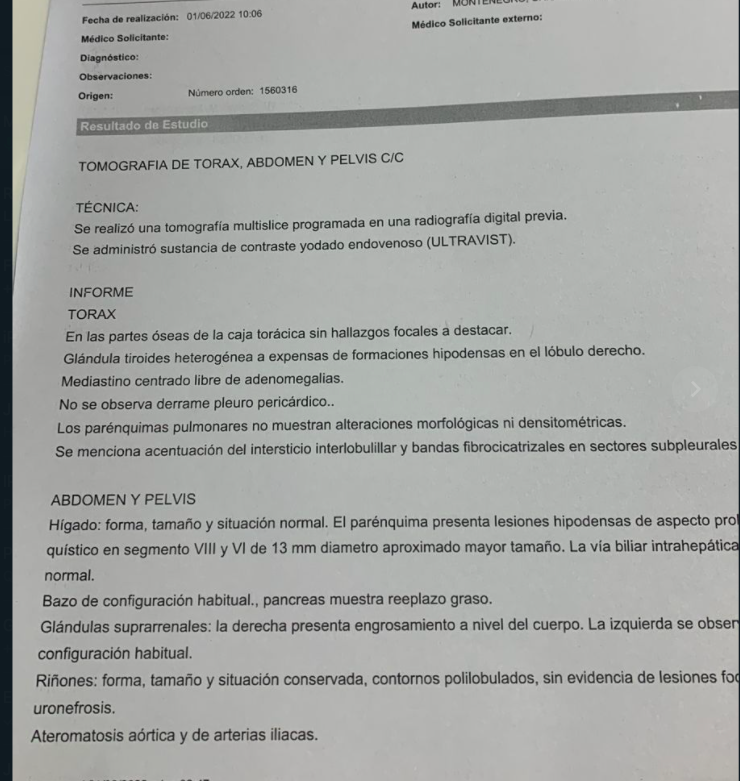 Autor:
Fecha de realización: 01/06/2022 10:06
Médico Solicitante externo:
Médico Solicitante:
Diagnóstico:
Observaciones:
Origen: Número orden: 1560316
Resultado de Estudio
TOMOGRAFIA DE TORAX, ABDOMEN Y PELVIS C/C
TÉCNICA:
Se realizó una tomografía multislice programada en una radiografía digital previa.
Se administró sustancia de contraste yodado endovenoso (ULTRAVIST).
INFORME
TORAX
En las partes óseas de la caja torácica sin hallazgos focales a destacar.
Glándula tiroides heterogénea a expensas de formaciones hipodensas en el lóbulo derecho.
Mediastino centrado libre de adenomegalias.
No se observa derrame pleuro pericárdico..
Los parénquimas pulmonares no muestran alteraciones morfológicas ni densitométricas.
Se menciona acentuación del intersticio interlobulillar y bandas fibrocicatrizales en sectores subpleurales
ABDOMEN Y PELVIS
Hígado: forma, tamaño y situación normal. El parénquima presenta lesiones hipodensas de aspecto
quístico en segmento VIII y VI de 13 mm diametro aproximado mayor tamaño. La vía biliar intrahepática
normal.
Bazo de configuración habitual., pancreas muestra reeplazo graso.
Glándulas suprarrenales: la derecha presenta engrosamiento a nivel del cuerpo. La izquierda se
configuración habitual.
Riñones: forma, tamaño y situación conservada, contornos polilobulados, sin evidencia de lesiones
uronefrosis.
Ateromatosis aórtica y de arterias iliacas.